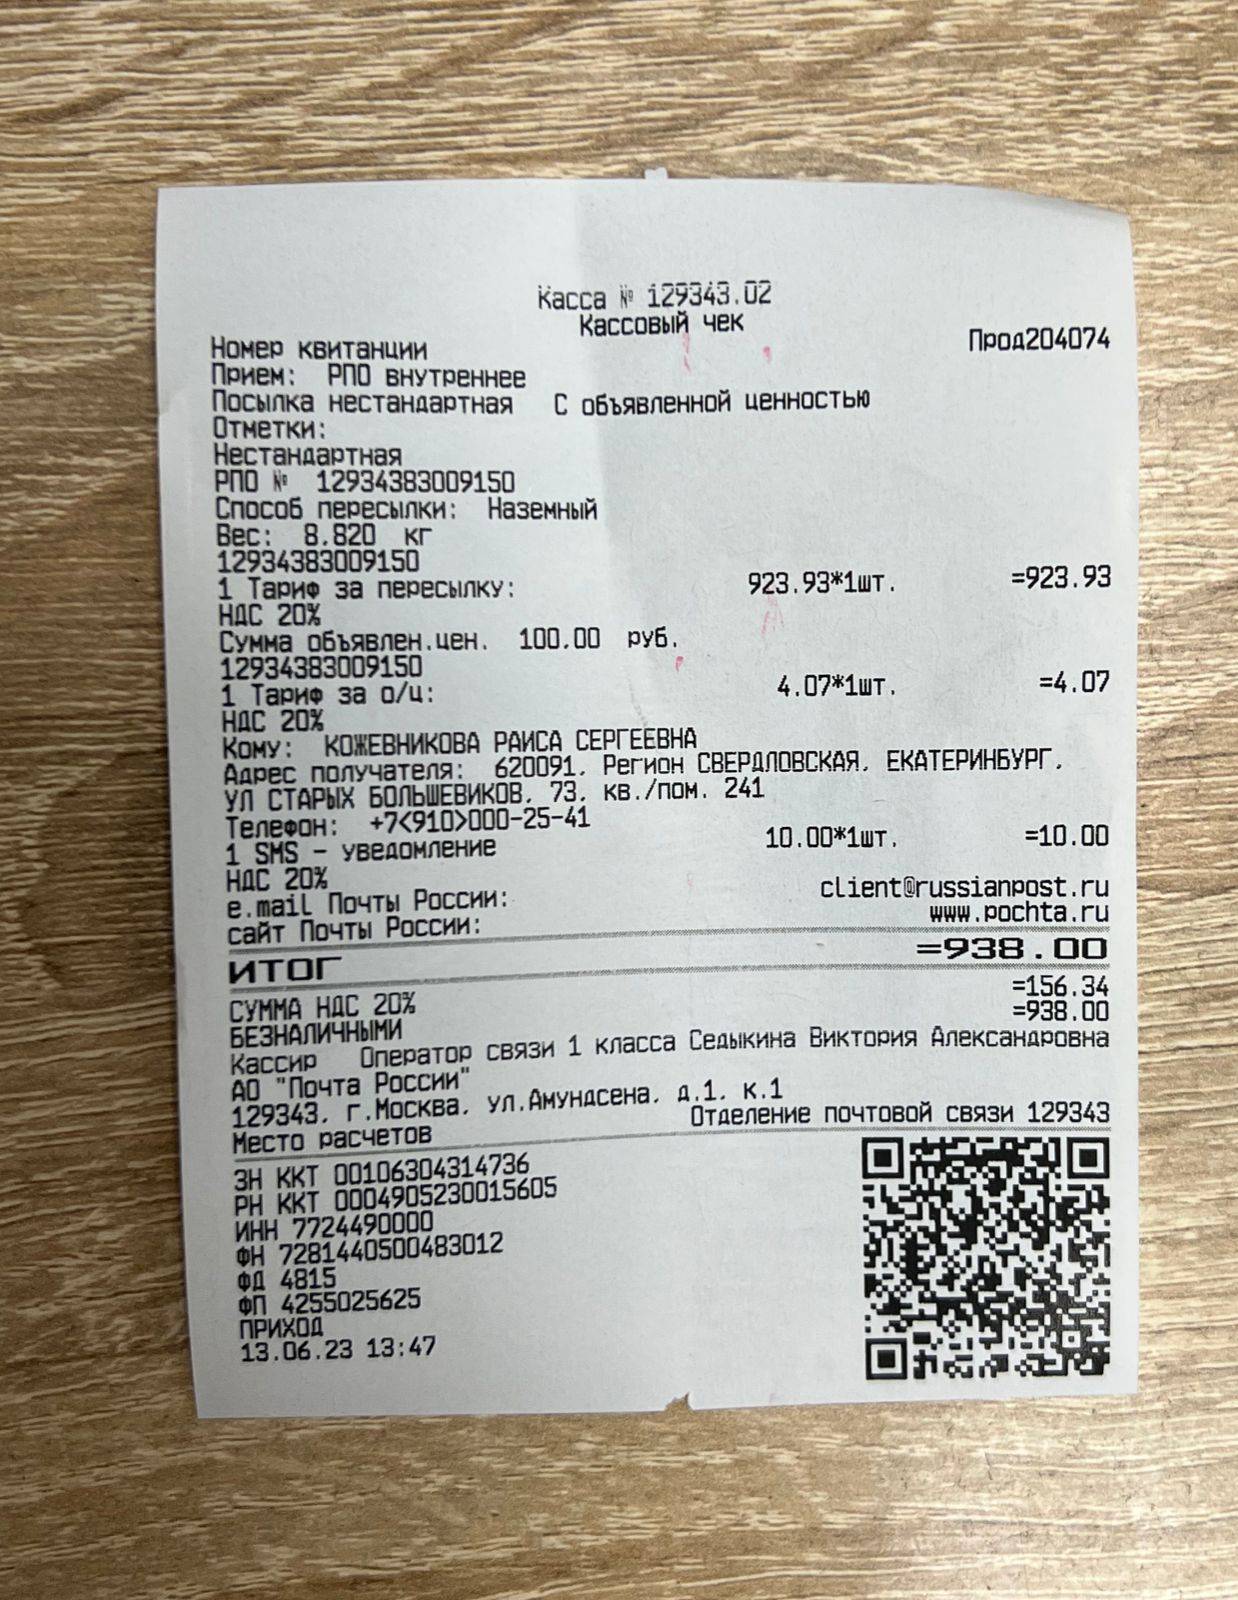 Касса № 129343.02
Кассовый чек
Номер квитанции Прод204074
Прием: РПО внутреннее
Посылка нестандартная С объявленной ценностью
Отметки:
Нестандартная
РПО № 12934383009150
Способ пересылки: Наземный
Вес: 8.820 кг
12934383009150
1 Тариф за пересылку: 923.93*1шт. =923.93
НДС 20%
Сумма объявлен.цен. 100.00 руб.
12934383009150
1 Тариф за о/ц: 4.07*1шт. =4.07
НДС 20%
Кому: КОЖЕВНИКОВА РАИСА СЕРГЕЕВНА
Адрес получателя: 620091, Регион СВЕРДЛОВСКАЯ, ЕКАТЕРИНБУРГ,
УЛ СТАРЫХ БОЛЬШЕВИКОВ, 73, кв./пом. 241
Телефон: +7<910>000-25-41
1 SMS - уведомление 10.00*1шт. =10.00
НДС 20%
e.mail Почты России: client@russianpost.ru
сайт Почты России: www.pochta.ru
ИТОГ =938.00
СУММА НДС 20% =156.34
БЕЗНАЛИЧНЫМИ =938.00
Кассир Оператор связи 1 класса Седыкина Виктория Александровна
АО "Почта России"
129343, г.Москва, ул.Амундсена, д.1, к.1
Место расчетов Отделение почтовой связи 129343
ЗН ККТ 00106304314736
РН ККТ 0004905230015605
ИНН 7724490000
ФН 7281440500483012
ФД 4815
ФП 4255025625
ПРИХОД
13.06.23 13:47